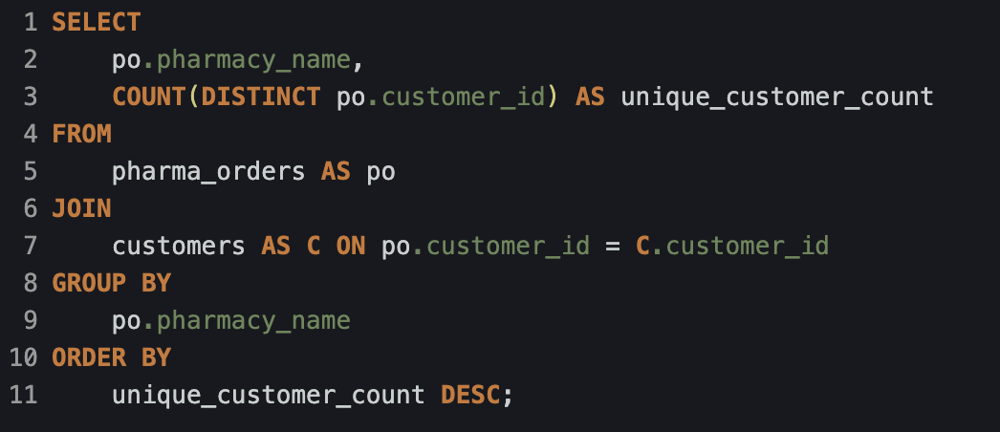 1 SELECT
2     po.pharmacy_name,
3     COUNT(DISTINCT po.customer_id) AS unique_customer_count
4 FROM
5     pharma_orders AS po
6 JOIN
7     customers AS C ON po.customer_id = C.customer_id
8 GROUP BY
9     po.pharmacy_name
10 ORDER BY
11     unique_customer_count DESC;